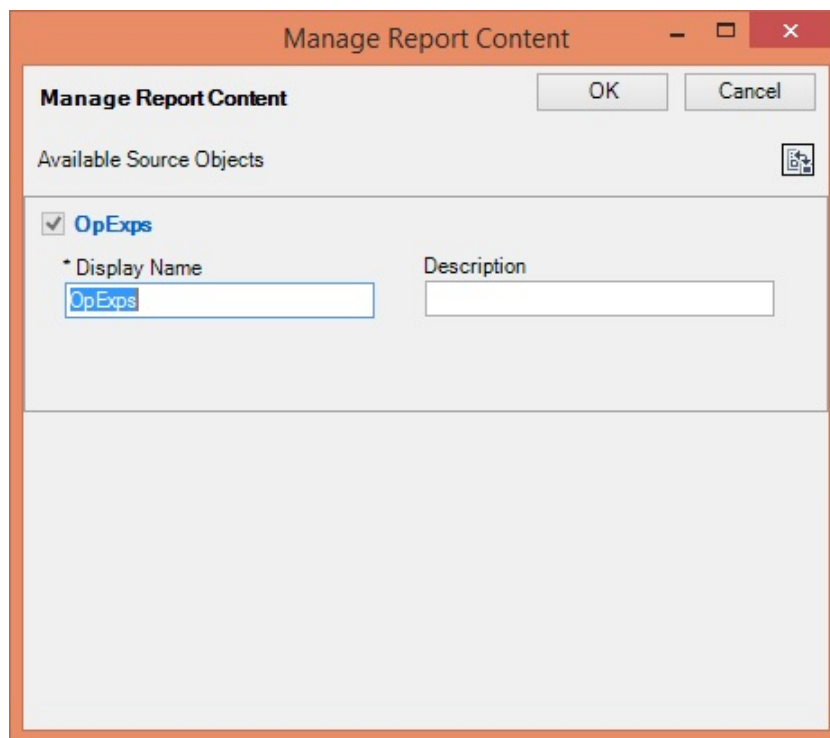 Manage Report Content
Manage Report Content
OK
Cancel
Available Source Objects
OpExps
* Display Name
Description
OpExps